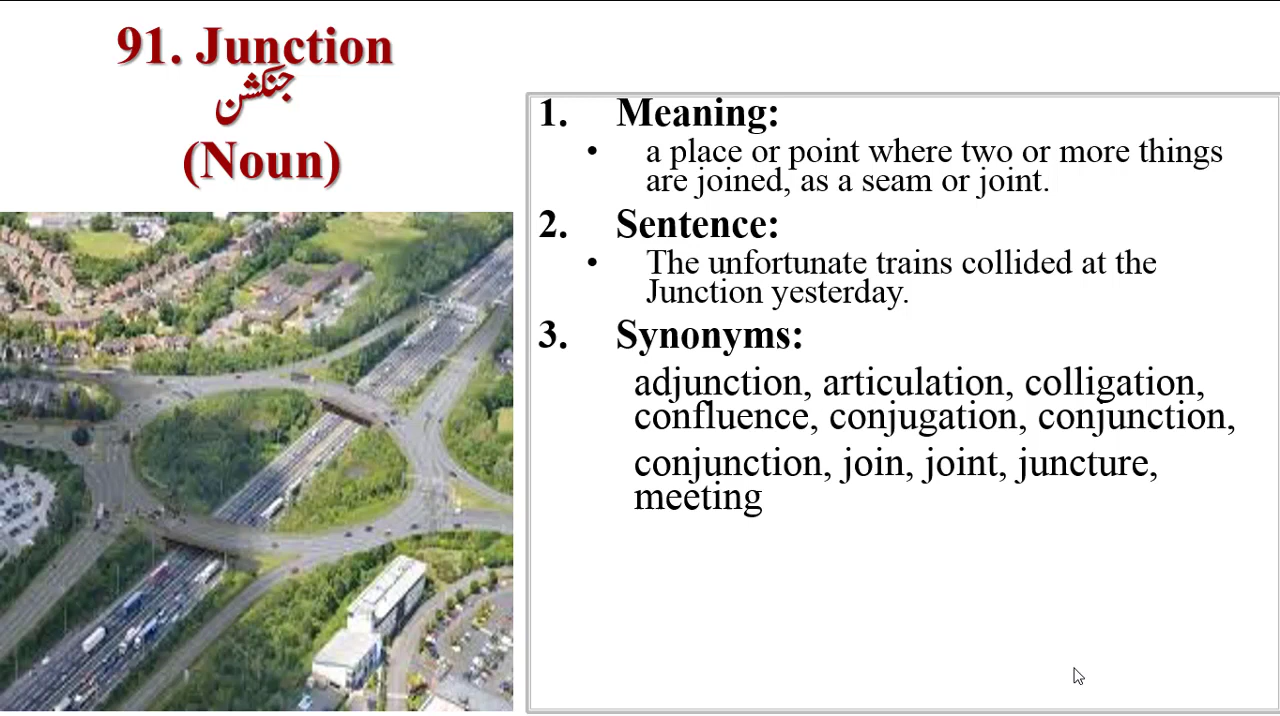 91. Junction
جنکشن
(Noun)
1. Meaning:
• a place or point where two or more things
are joined, as a seam or joint.
2. Sentence:
• The unfortunate trains collided at the
Junction yesterday.
3. Synonyms:
adjunction, articulation, colligation,
confluence, conjugation, conjunction,
conjunction, join, joint, juncture,
meeting